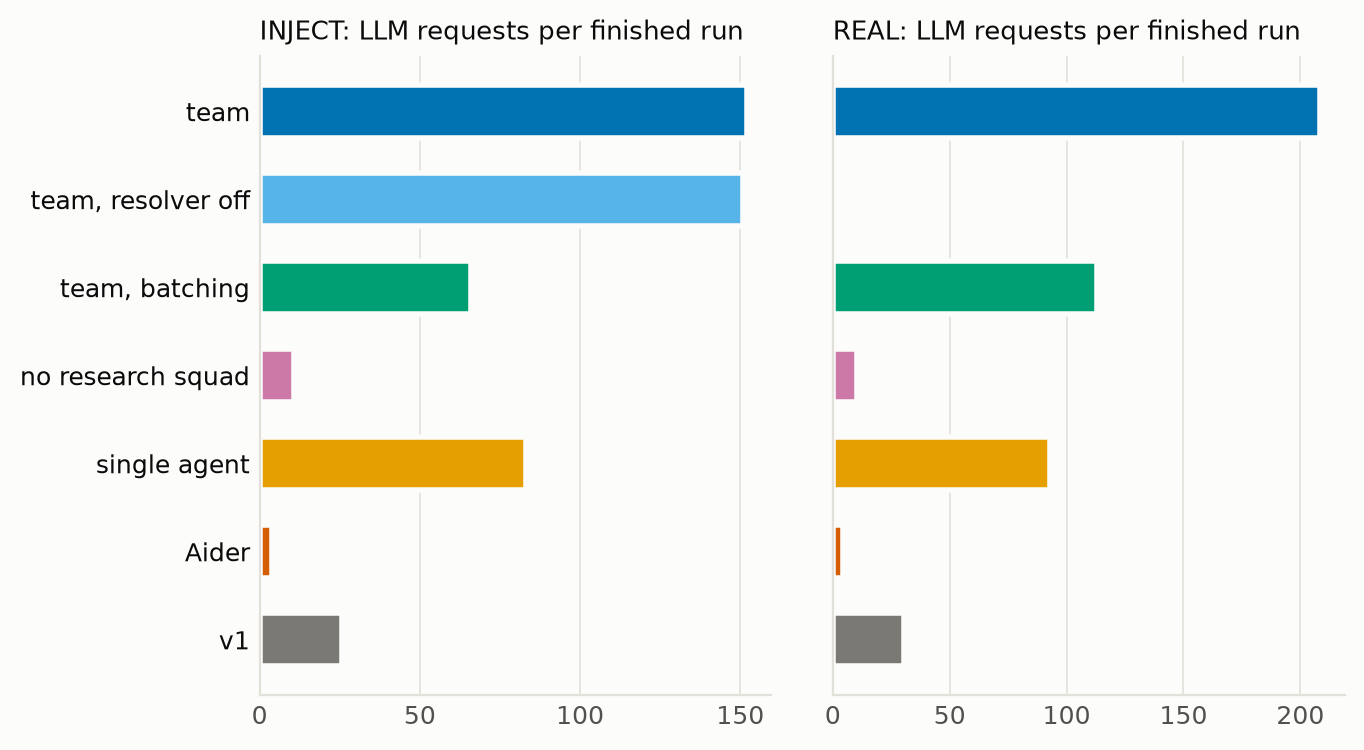 INJECT: LLM requests per finished run
REAL: LLM requests per finished run
team
team, resolver off
team, batching
no research squad
single agent
Aider
v1
0 50 100 150
0 50 100 150 200